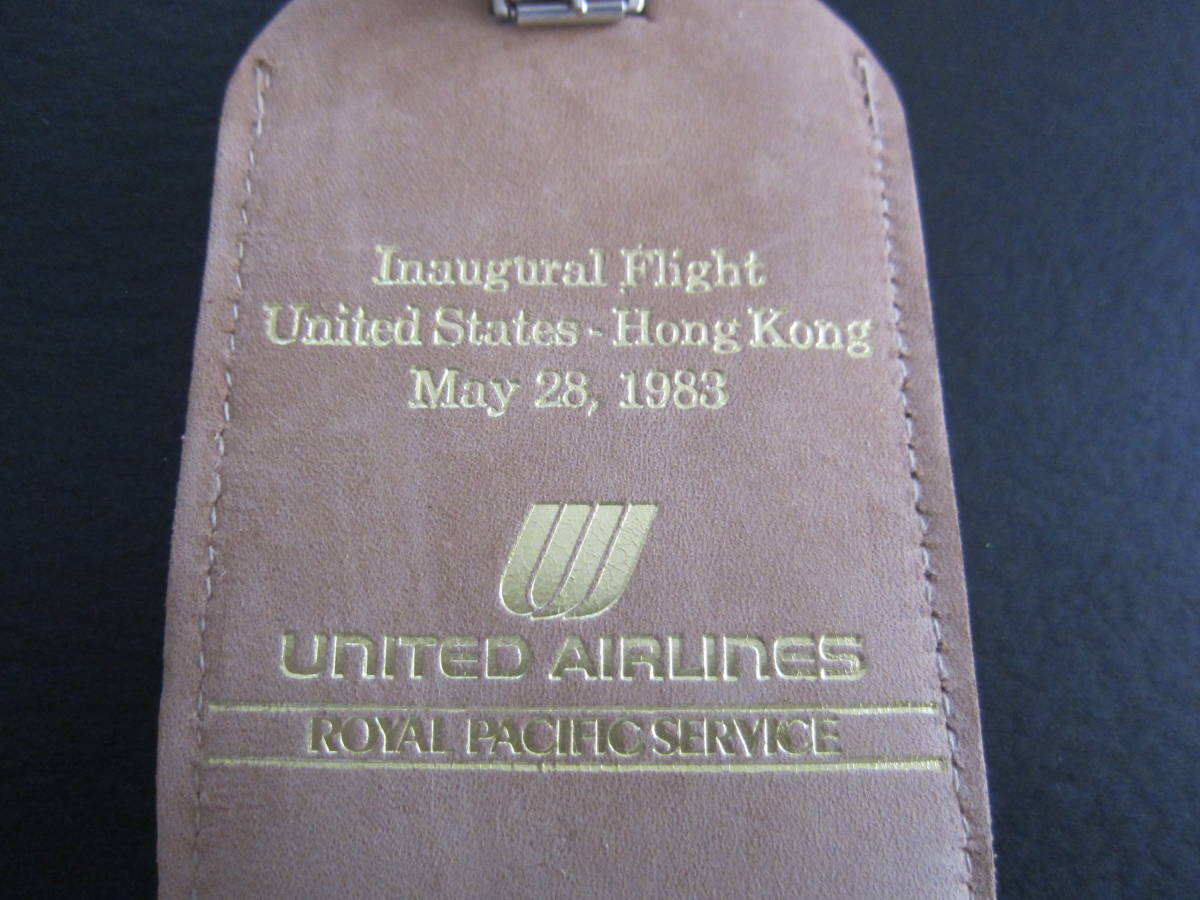 Inaugural Flight
United States - Hong Kong
May 28, 1983
UNITED AIRLINES
ROYAL PACIFIC SERVICE